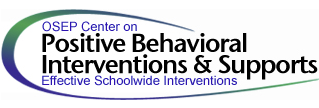 OSEP Center on
Positive Behavioral
Interventions & Supports
Effective Schoolwide Interventions